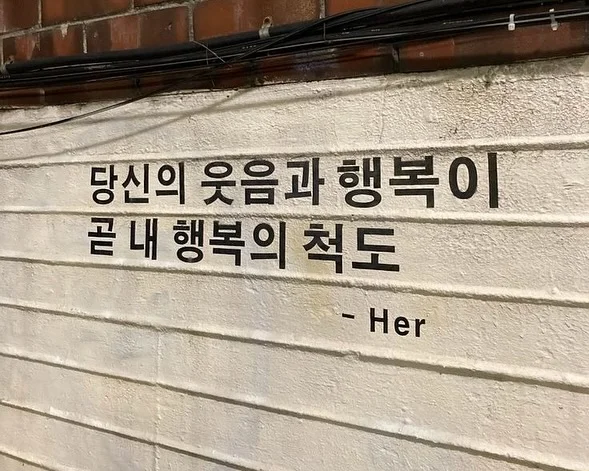 당신의 웃음과 행복이
곧 내 행복의 척도
- Her